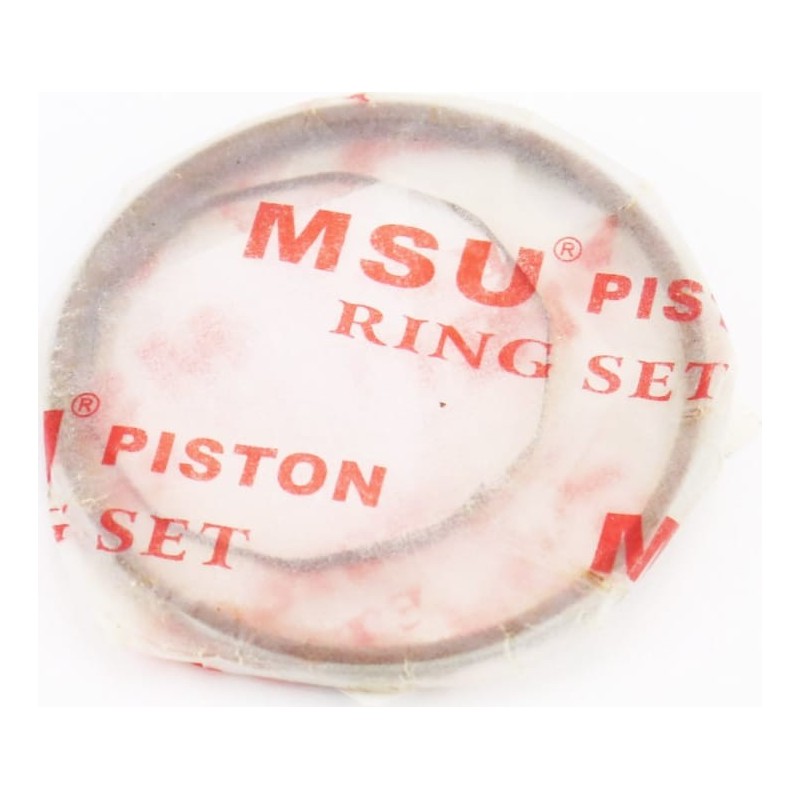 MSU® PIS
RING SET
® PISTON
SET
M